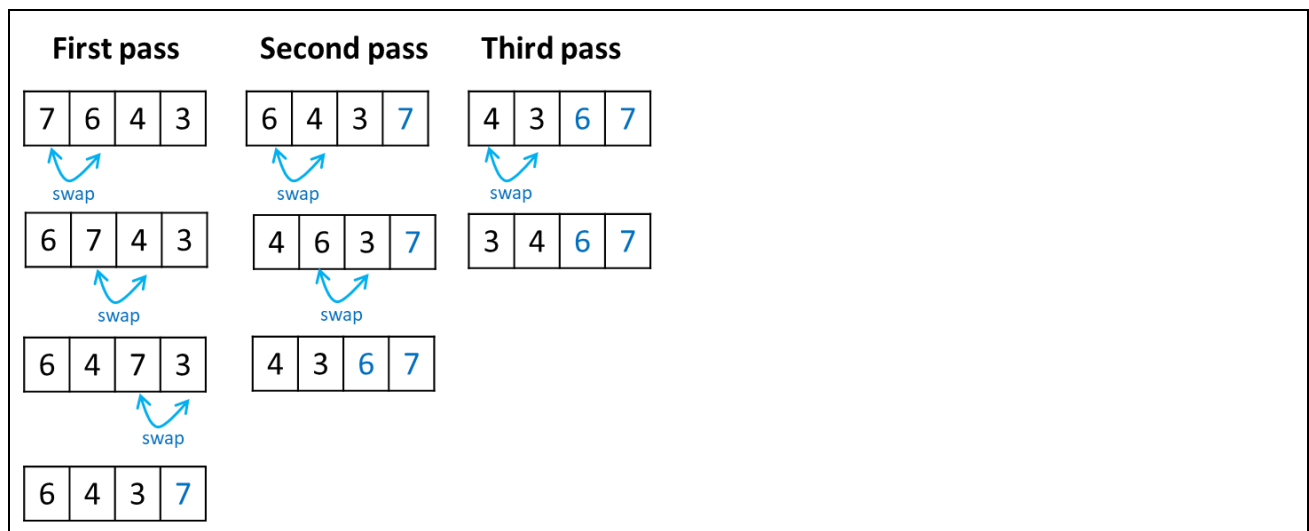 First pass Second pass Third pass
7 6 4 3 6 4 3 7 4 3 6 7
swap swap swap
6 7 4 3 4 6 3 7 3 4 6 7
swap swap
6 4 7 3 4 3 6 7
swap
6 4 3 7